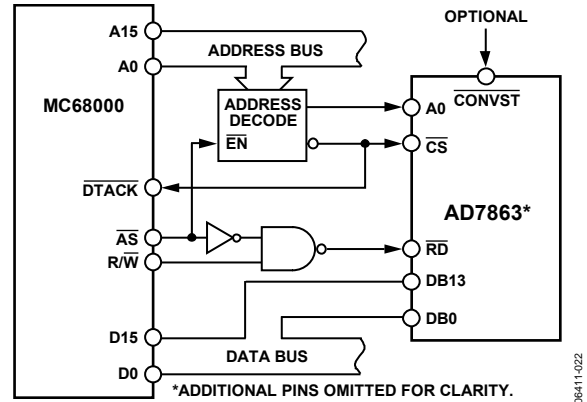 OPTIONAL
A15
ADDRESS BUS
A0
MC68000
ADDRESS
DECODE
EN
A0
CONVST
CS
DTACK
AD7863*
AS
R/W
RD
DB13
DB0
D15
DATA BUS
D0
*ADDITIONAL PINS OMITTED FOR CLARITY.
06411-022